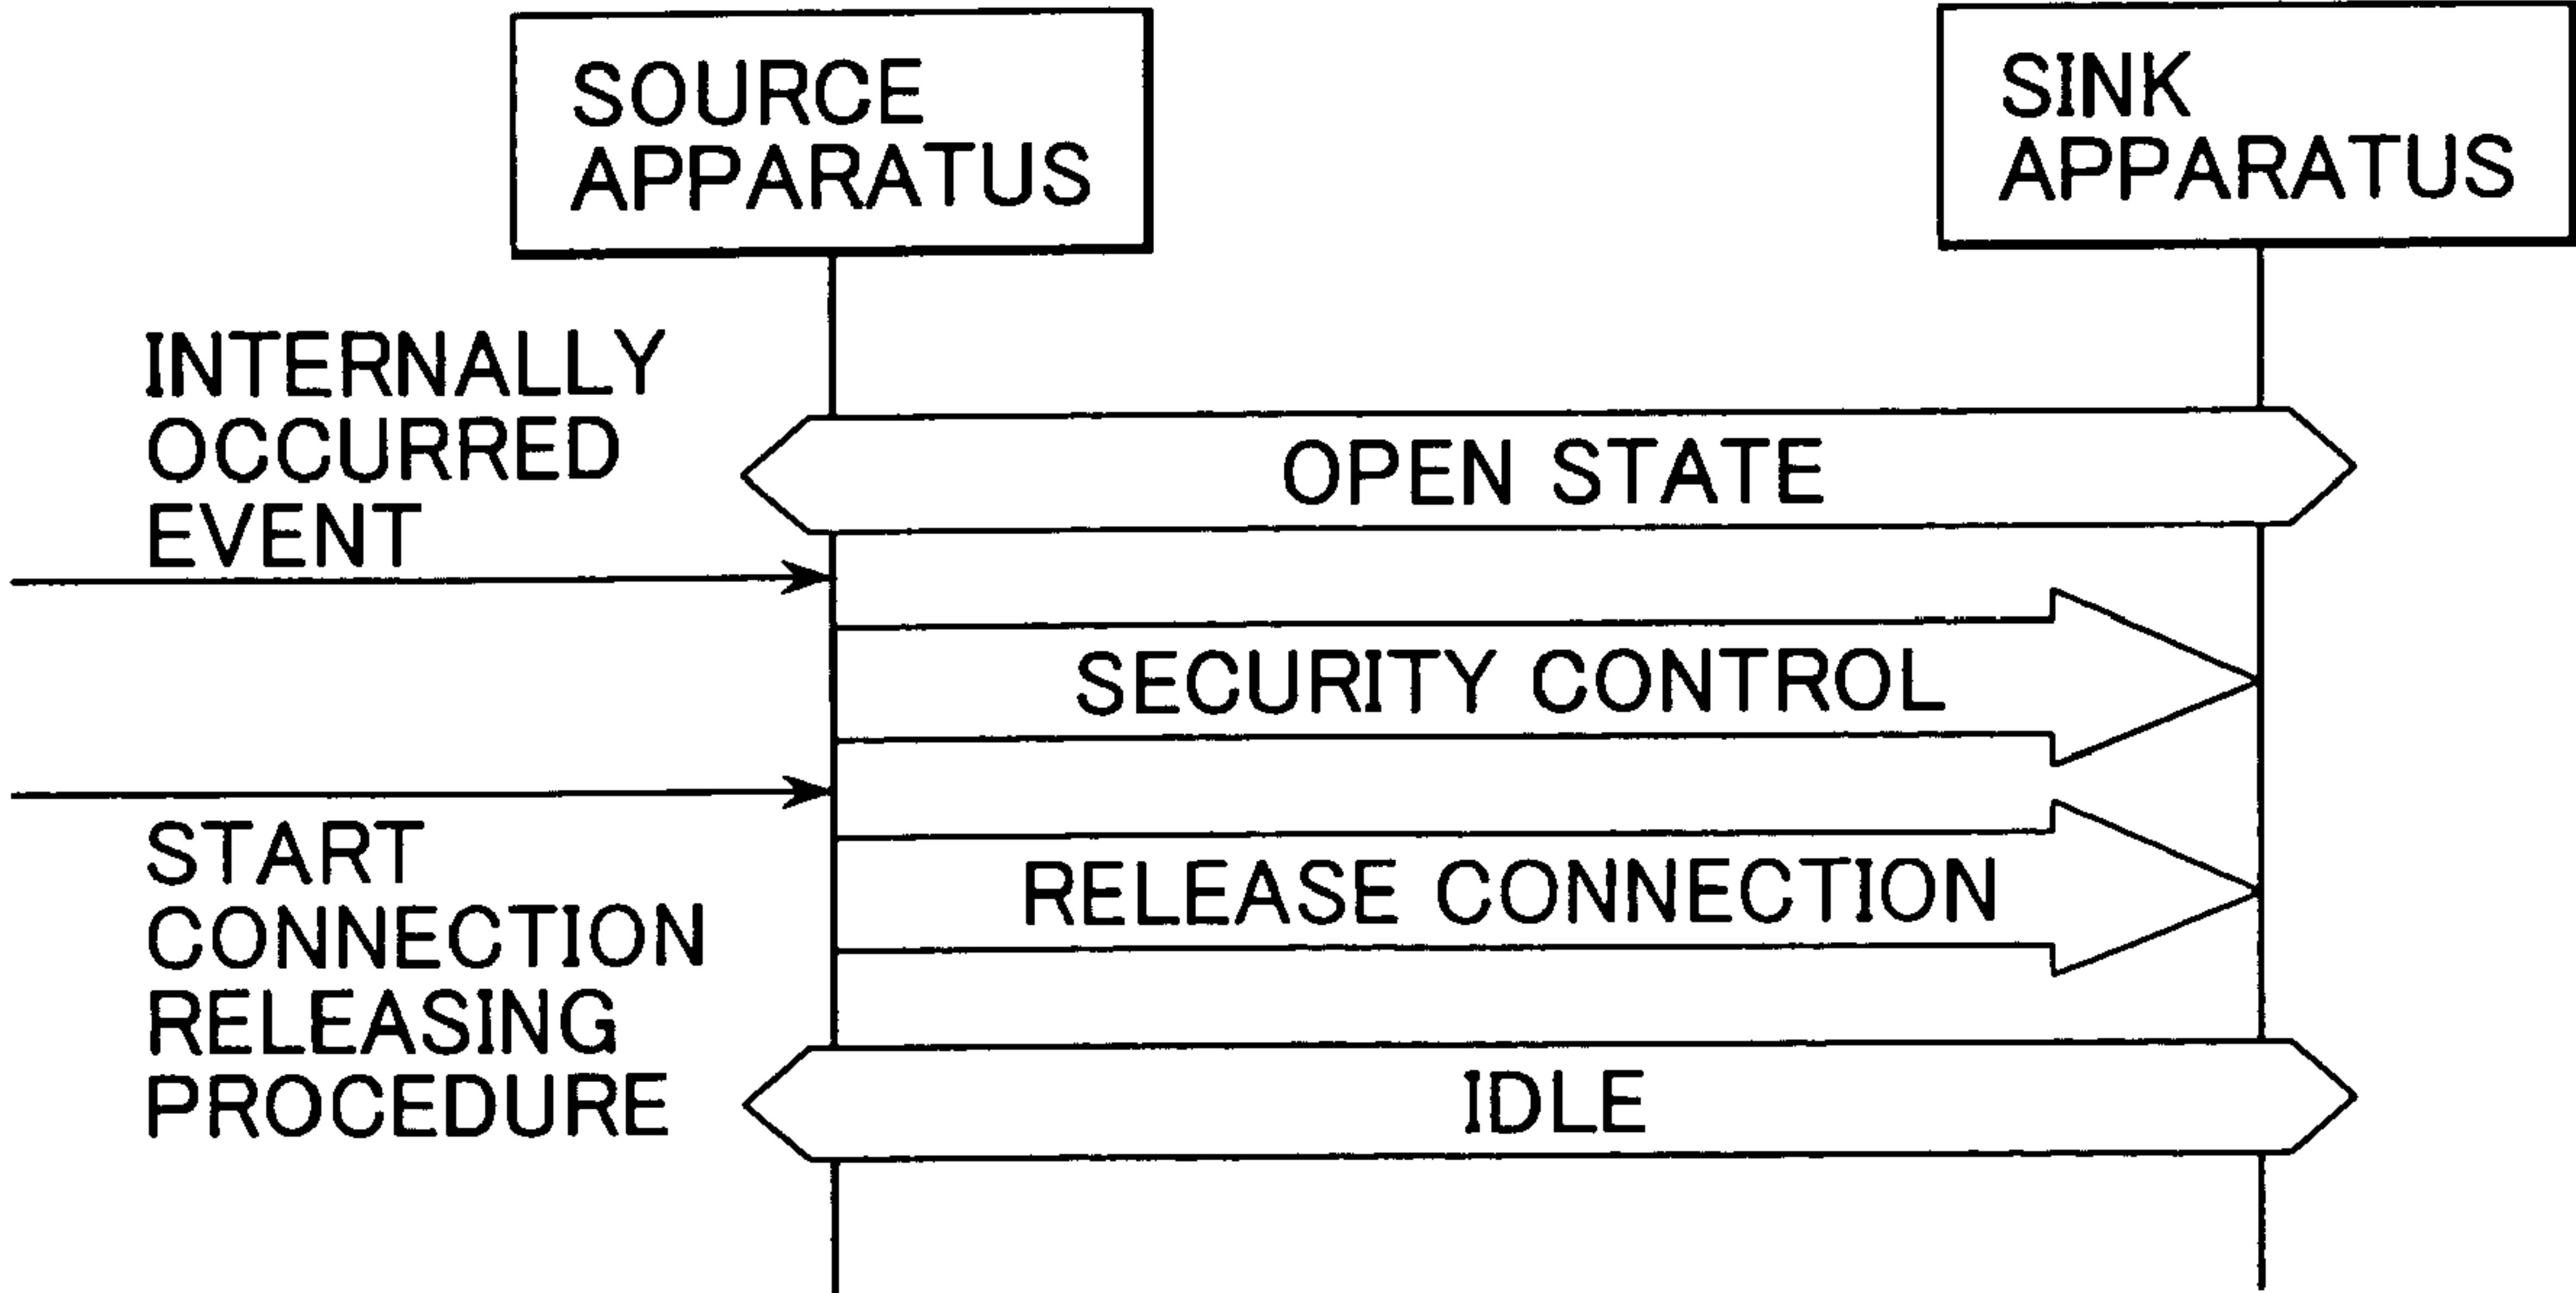 SOURCE
APPARATUS
SINK
APPARATUS
INTERNALLY
OCCURRED
EVENT
OPEN STATE
SECURITY CONTROL
START
CONNECTION
RELEASING
PROCEDURE
RELEASE CONNECTION
IDLE